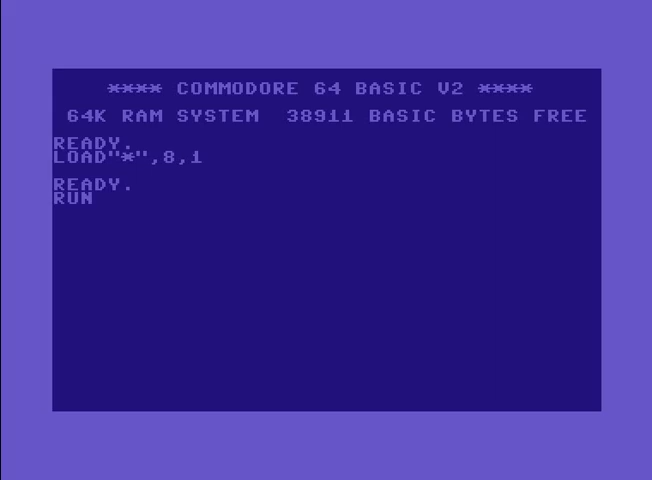 **** COMMODORE 64 BASIC V2 ****
64K RAM SYSTEM  38911 BASIC BYTES FREE
READY.
LOAD"*",8,1
READY.
RUN